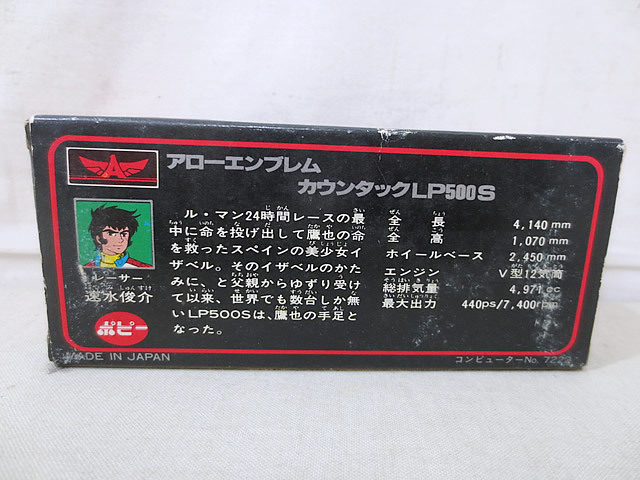 A
アローエンブレム
カウンタックLP500S
レーサー
速水俊介
ポピー
ル・マン24時間レースの最
中に命を投げ出して鷹也の命
を救ったスペインの美少女イ
ザベル。そのイザベルのかた
みに、と父親からゆずり受け
て以来、世界でも数台しか無
いLP500Sは、鷹也の手足と
なった。
全長 4,140mm
全高 1,070mm
ホイールベース 2,450mm
エンジン V型12気筒
総排気量 4,971cc
最大出力 440ps/7,400rpm
MADE IN JAPAN
コンピューターNo.